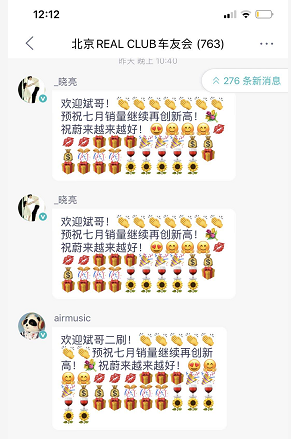 12:12
北京REAL CLUB车友会 (763)
昨天 晚上 10:40
276 条新消息
_晓亮
欢迎斌哥！👏👏👏👏👏👏
预祝七月销量继续再创新高！💐
祝蔚来越来越好！😍🤗🤗🤗💋
_晓亮
欢迎斌哥！👏👏👏👏👏👏
预祝七月销量继续再创新高！💐
祝蔚来越来越好！😍🤗🤗🤗💋
airmusic
欢迎斌哥二刷！👏👏👏👏
👏👏预祝七月销量继续再创新
高！💐祝蔚来越来越好！😍